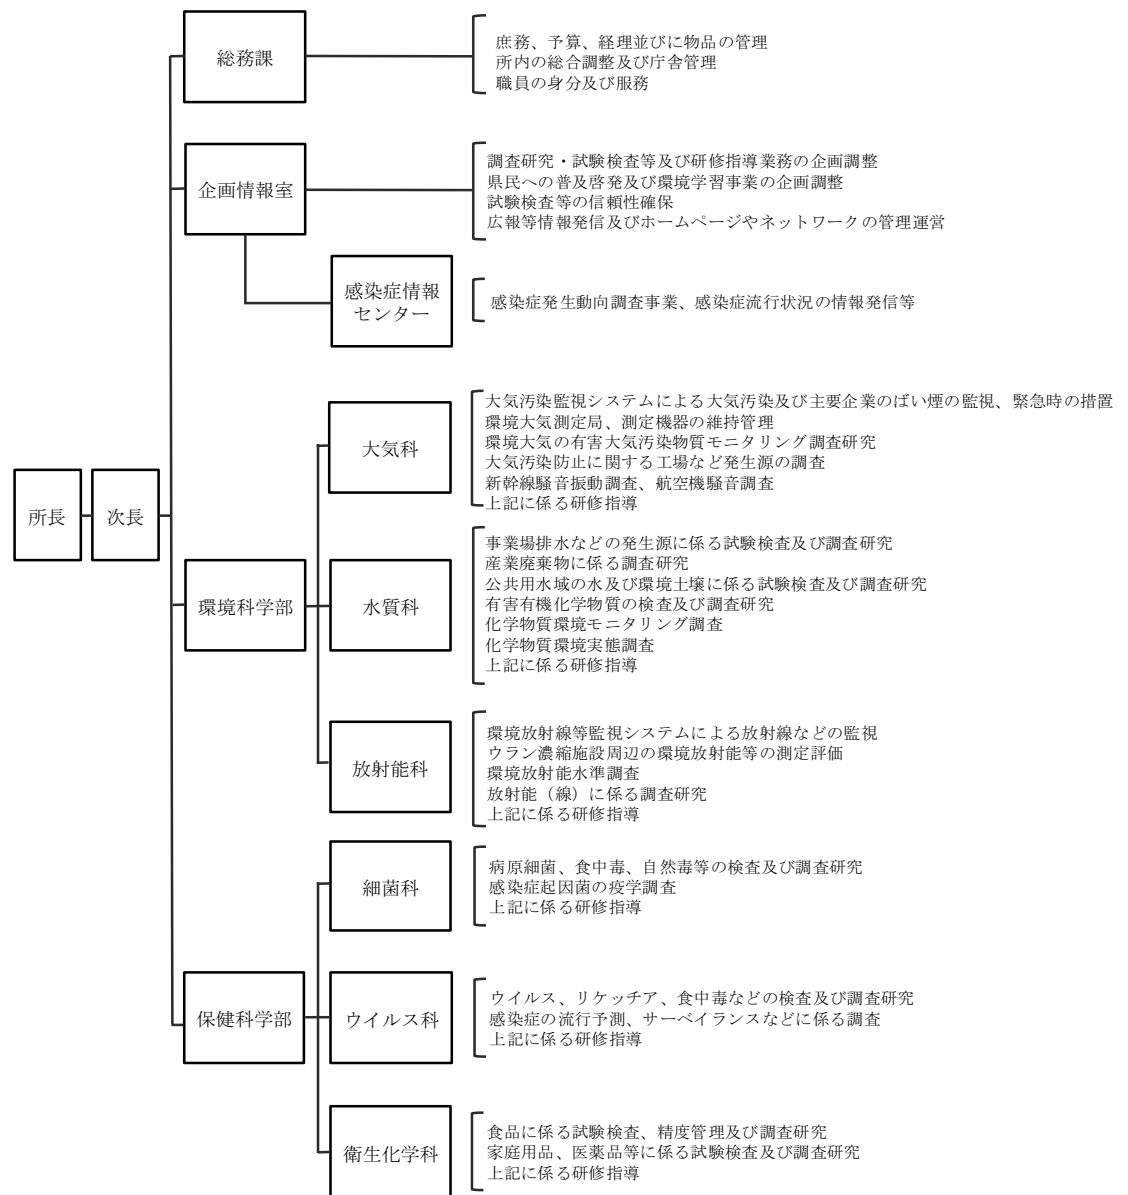 総務課
庶務、予算、経理並びに物品の管理
所内の総合調整及び庁舎管理
職員の身分及び服務
企画情報室
調査研究・試験検査等及び研修指導業務の企画調整
県民への普及啓発及び環境学習事業の企画調整
試験検査等の信頼性確保
広報等情報発信及びホームページやネットワークの管理運営
感染症情報
センター
感染症発生動向調査事業、感染症流行状況の情報発信等
所長
次長
環境科学部
大気科
大気汚染監視システムによる大気汚染及び主要企業のばい煙の監視、緊急時の措置
環境大気測定局、測定機器の維持管理
環境大気の有害大気汚染物質モニタリング調査研究
大気汚染防止に関する工場など発生源の調査
新幹線騒音振動調査、航空機騒音調査
上記に係る研修指導
水質科
事業場排水などの発生源に係る試験検査及び調査研究
産業廃棄物に係る調査研究
公共用水域の水及び環境土壌に係る試験検査及び調査研究
有害有機化学物質の検査及び調査研究
化学物質環境モニタリング調査
化学物質環境実態調査
上記に係る研修指導
放射能科
環境放射線等監視システムによる放射線などの監視
ウラン濃縮施設周辺の環境放射能等の測定評価
環境放射能水準調査
放射能（線）に係る調査研究
上記に係る研修指導
保健科学部
細菌科
病原細菌、食中毒、自然毒等の検査及び調査研究
感染症起因菌の疫学調査
上記に係る研修指導
ウイルス科
ウイルス、リケッチア、食中毒などの検査及び調査研究
感染症の流行予測、サーベイランスなどに係る調査
上記に係る研修指導
衛生化学科
食品に係る試験検査、精度管理及び調査研究
家庭用品、医薬品等に係る試験検査及び調査研究
上記に係る研修指導